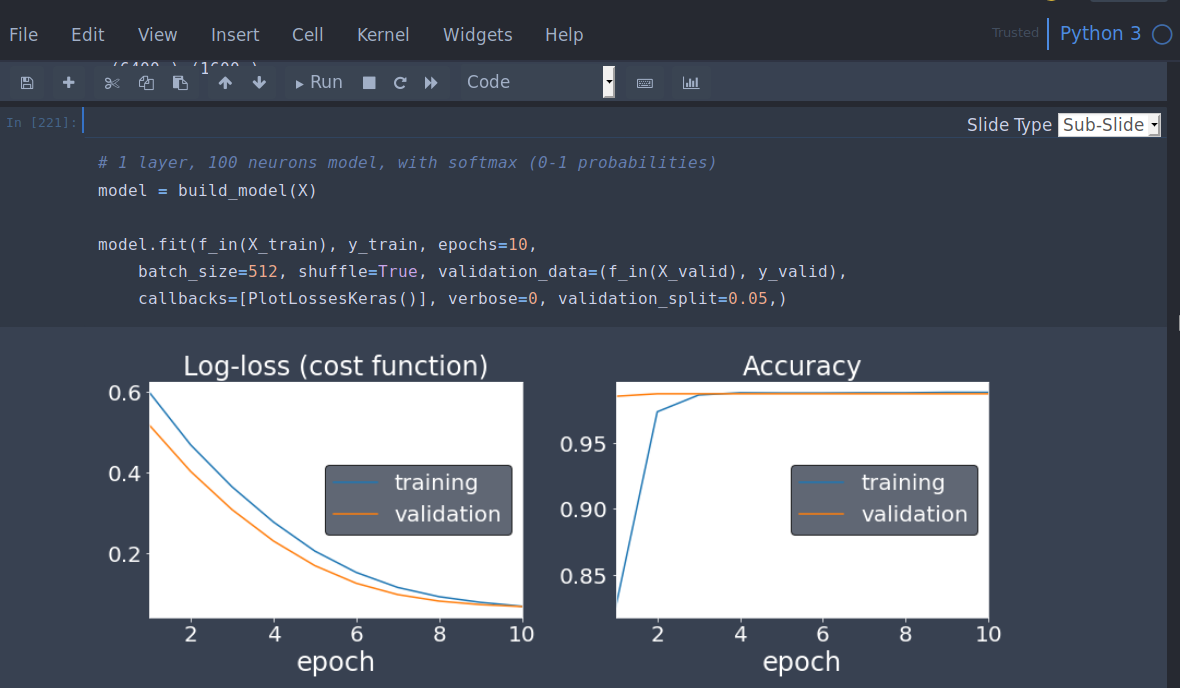 File Edit View Insert Cell Kernel Widgets Help Trusted Python 3
Run Code
In [221]:
Slide Type Sub-Slide
# 1 layer, 100 neurons model, with softmax (0-1 probabilities)
model = build_model(X)
model.fit(f_in(X_train), y_train, epochs=10,
batch_size=512, shuffle=True, validation_data=(f_in(X_valid), y_valid),
callbacks=[PlotLossesKeras()], verbose=0, validation_split=0.05,)
Log-loss (cost function)
0.6
0.4
0.2
training
validation
2 4 6 8 10
epoch
Accuracy
0.95
0.90
0.85
training
validation
2 4 6 8 10
epoch